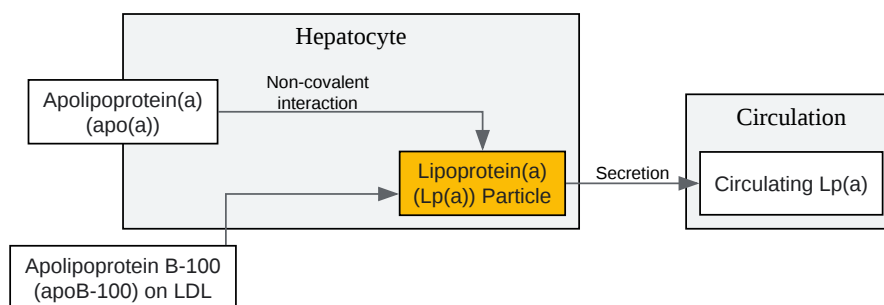 Hepatocyte
Apolipoprotein(a)
(apo(a))
Non-covalent
interaction
Lipoprotein(a)
(Lp(a)) Particle
Secretion
Circulation
Circulating Lp(a)
Apolipoprotein B-100
(apoB-100) on LDL